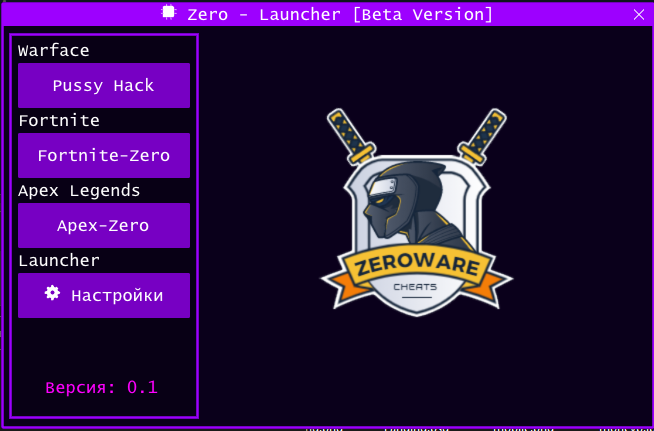 Zero - Launcher [Beta Version]
Warface
Pussy Hack
Fortnite
Fortnite-Zero
Apex Legends
Apex-Zero
Launcher
Настройки
Версия: 0.1
ZEROWARE
CHEATS